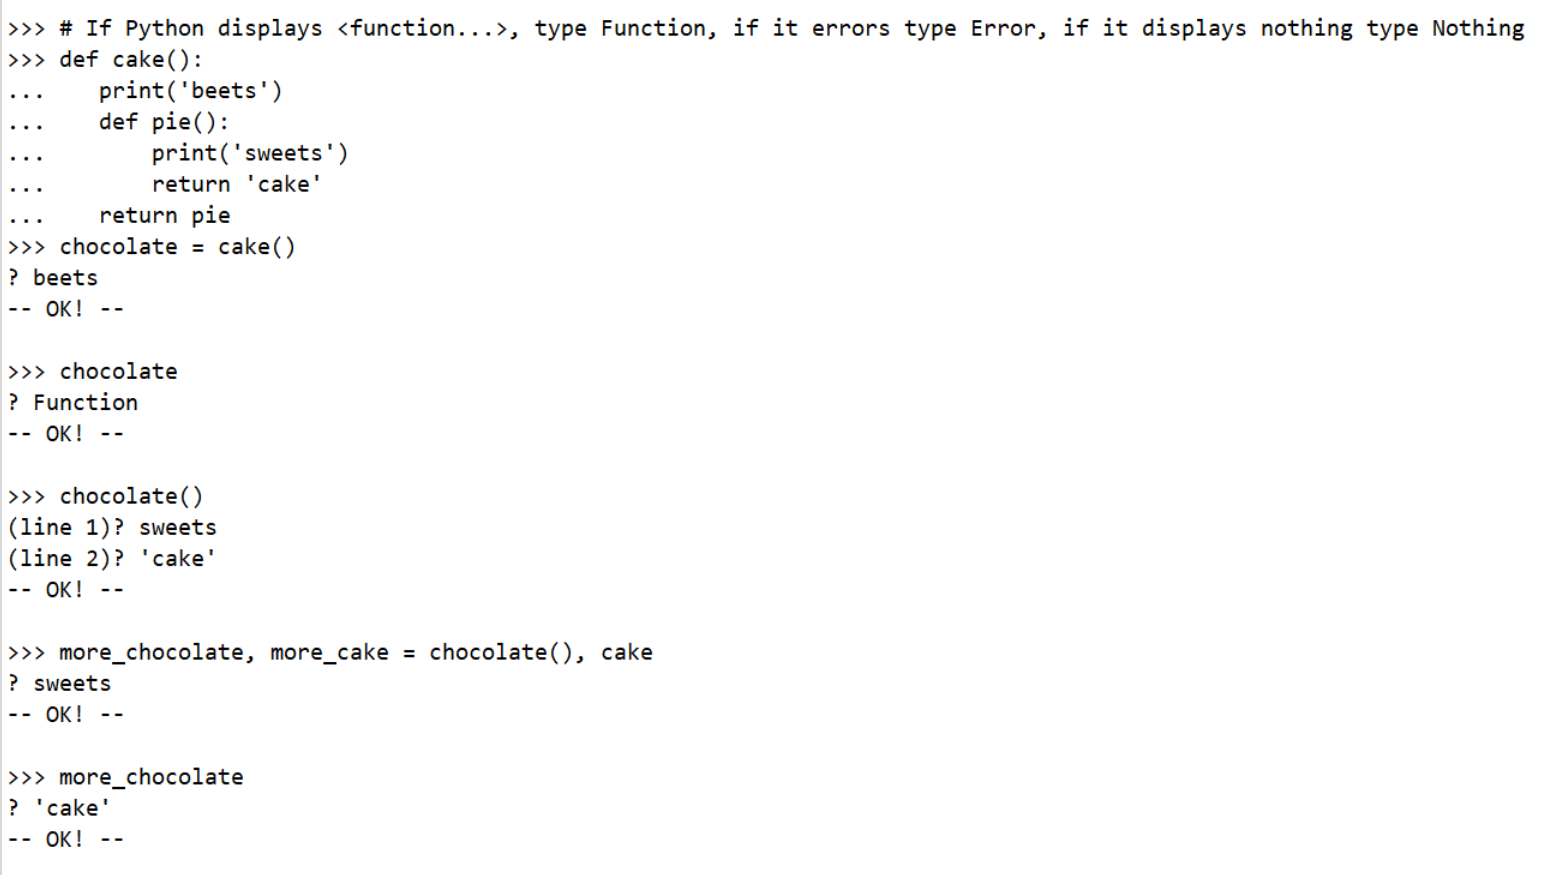 >>> # If Python displays <function...>, type Function, if it errors type Error, if it displays nothing type Nothing
>>> def cake():
...    print('beets')
...    def pie():
...        print('sweets')
...        return 'cake'
...    return pie
>>> chocolate = cake()
? beets
-- OK! --

>>> chocolate
? Function
-- OK! --

>>> chocolate()
(line 1)? sweets
(line 2)? 'cake'
-- OK! --

>>> more_chocolate, more_cake = chocolate(), cake
? sweets
-- OK! --

>>> more_chocolate
? 'cake'
-- OK! --